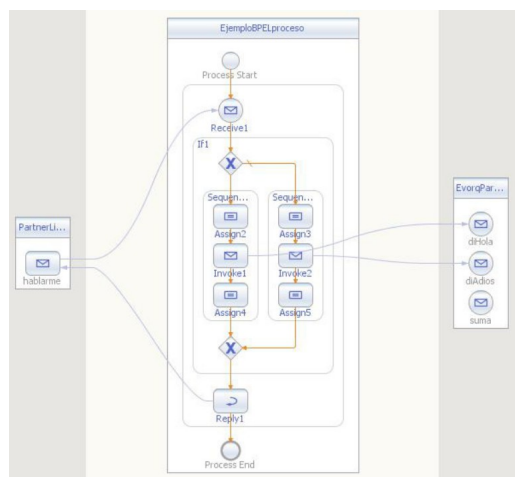 EjemploBPELproceso
Process Start
Receive1
If1
Sequen... Sequen...
Assign2 Assign3
Invoke1 Invoke2
Assign4 Assign5
Reply1
Process End
PartnerLi...
hablarme
EvorqPar...
diHola
diAdios
suma